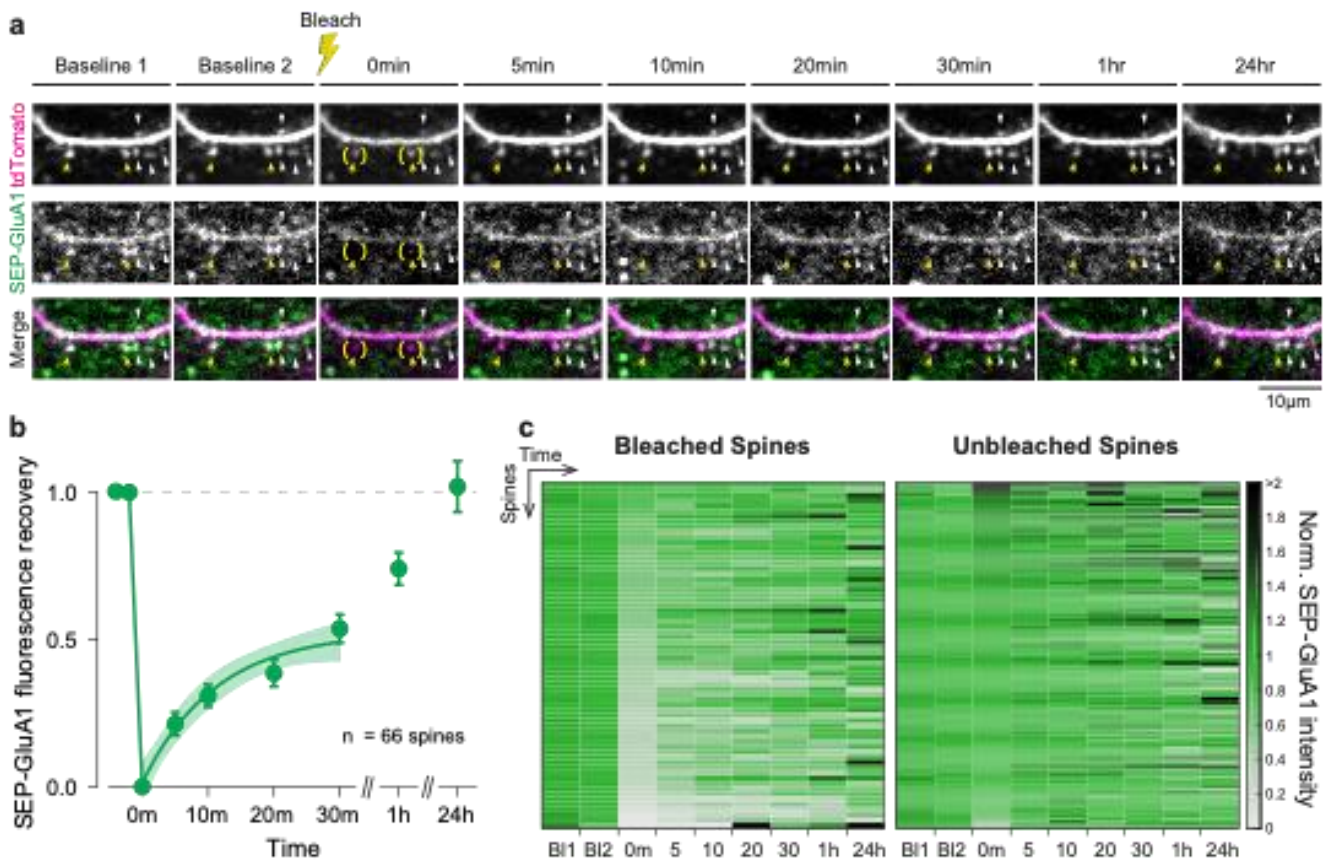 a
Bleach
Baseline 1 Baseline 2 0min 5min 10min 20min 30min 1hr 24hr
SEP-GluA1 tdTomato
Merge
10µm
b
SEP-GluA1 fluorescence recovery
1.0
0.5
0.0
n = 66 spines
0m 10m 20m 30m 1h 24h
Time
c
Time
Spines
Bleached Spines Unbleached Spines
BI1 BI2 0m 5 10 20 30 1h 24h
BI1 BI2 0m 5 10 20 30 1h 24h
>2
1.8
1.6
1.4
1.2
1
0.8
0.6
0.4
0.2
0
Norm. SEP-GluA1 intensity